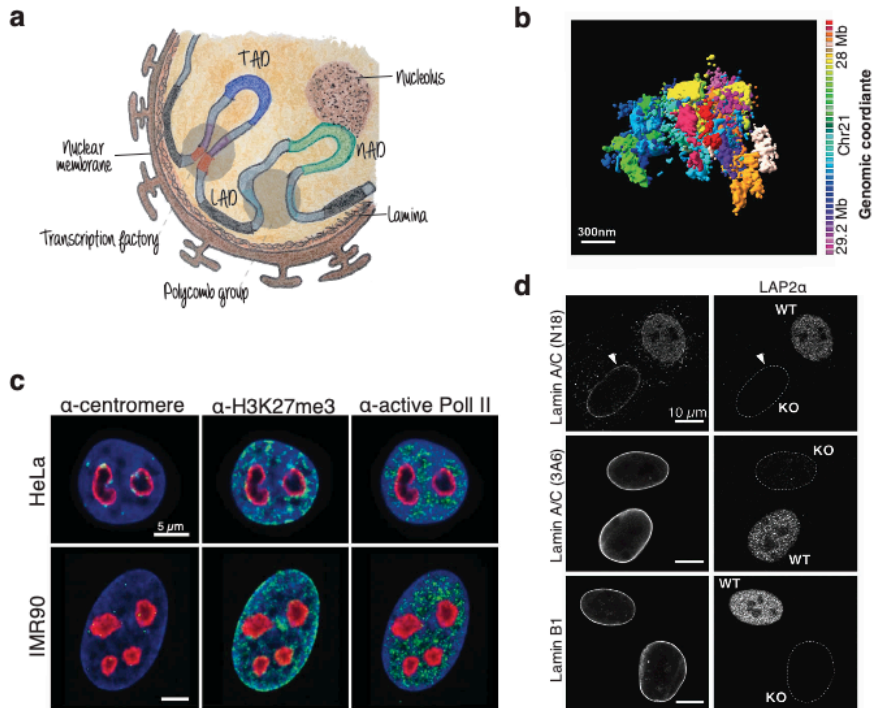 a
TAD
Nucleolus
Nuclear
membrane
NAD
LAD
Lamina
Transcription factory
Polycomb group
b
28 Mb
Chr21
29.2 Mb
Genomic coordiante
300nm
c
α-centromere
α-H3K27me3
α-active Poll II
HeLa
5 µm
IMR90
d
LAP2α
Lamin A/C (N18)
WT
KO
10 µm
Lamin A/C (3A6)
KO
WT
Lamin B1
WT
KO